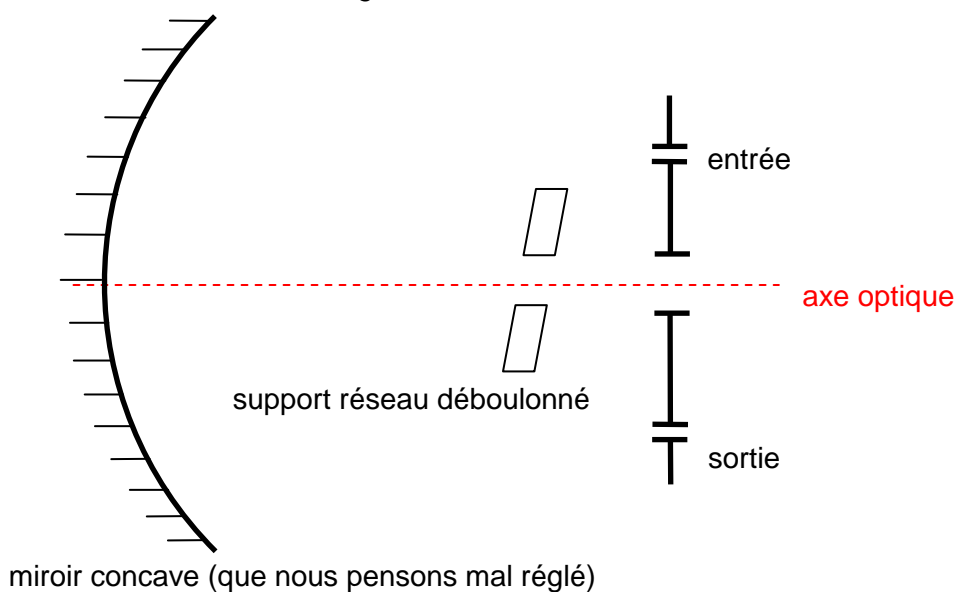 entrée
axe optique
support réseau déboulonné
sortie
miroir concave (que nous pensons mal réglé)